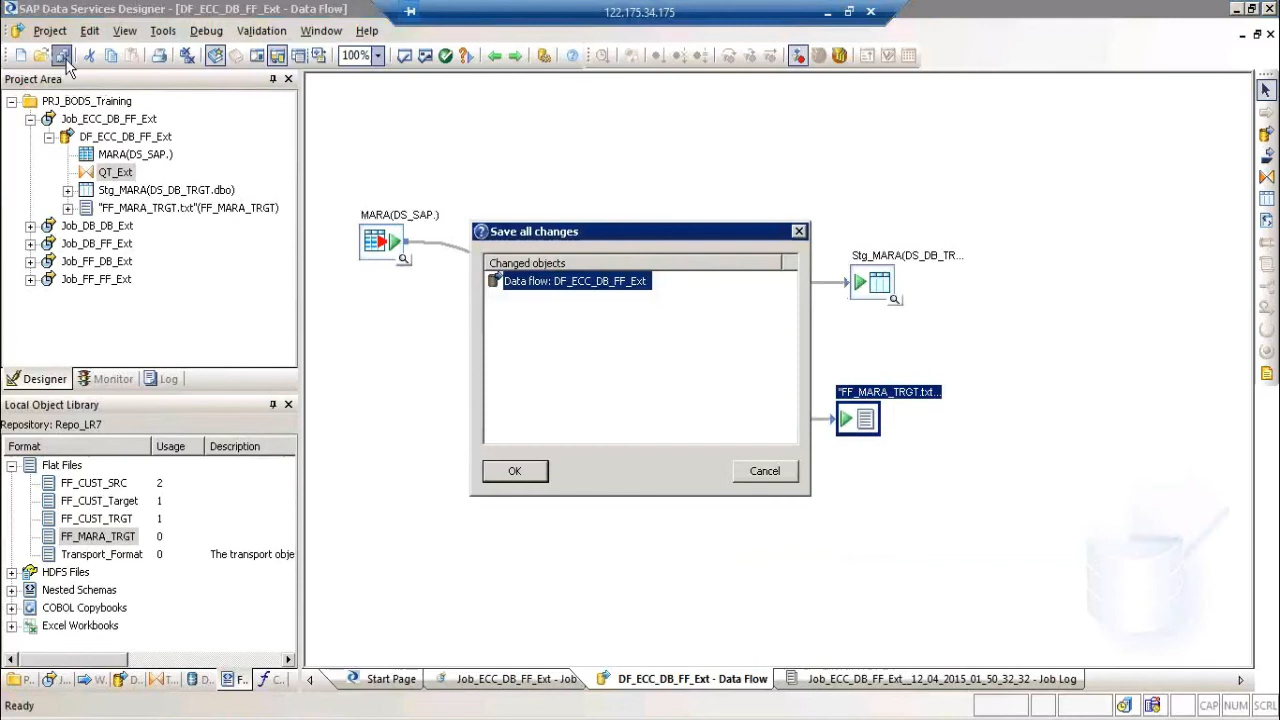 SAP Data Services Designer - [DF_ECC_DB_FF_Ext - Data Flow]
122.175.34.175
Project Edit View Tools Debug Validation Window Help
100%
Project Area
PRJ_BODS_Training
Job_ECC_DB_FF_Ext
DF_ECC_DB_FF_Ext
MARA(DS_SAP.)
QT_Ext
Stg_MARA(DS_DB_TRGT.dbo)
"FF_MARA_TRGT.txt"(FF_MARA_TRGT)
Job_DB_DB_Ext
Job_DB_FF_Ext
Job_FF_DB_Ext
Job_FF_FF_Ext
Designer Monitor Log
Local Object Library
Repository: Repo_LR7
Format Usage Description
Flat Files
FF_CUST_SRC 2
FF_CUST_Target 1
FF_CUST_TRGT 1
FF_MARA_TRGT 0
Transport_Format 0 The transport obje
HDFS Files
Nested Schemas
COBOL Copybooks
Excel Workbooks
P... J... W... D... T... D... F... C...
MARA(DS_SAP.)
Save all changes
Changed objects
Data flow: DF_ECC_DB_FF_Ext
OK Cancel
Stg_MARA(DS_DB_TR...
"FF_MARA_TRGT.txt...
Start Page Job_ECC_DB_FF_Ext - Job DF_ECC_DB_FF_Ext - Data Flow Job_ECC_DB_FF_Ext__12_04_2015_01_50_32_32 - Job Log
Ready
CAP NUM SCRL